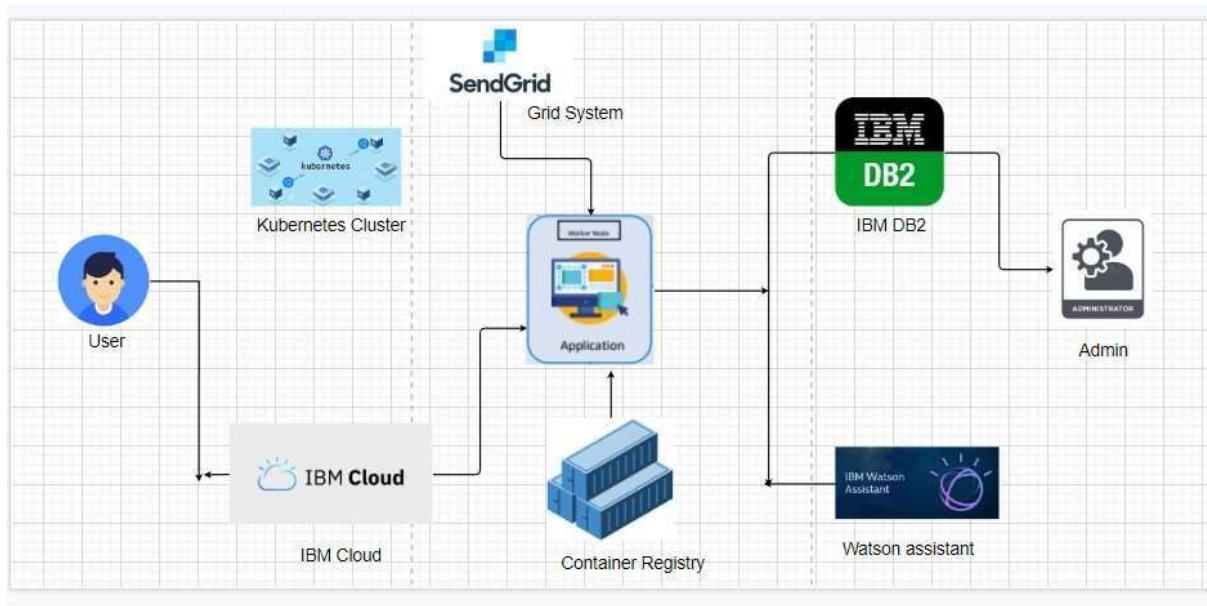 SendGrid
Grid System
kubernetes
Kubernetes Cluster
Worker Node
Application
IBM
DB2
IBM DB2
ADMINISTRATOR
Admin
User
IBM Cloud
IBM Cloud
Container Registry
IBM Watson
Assistant
Watson assistant